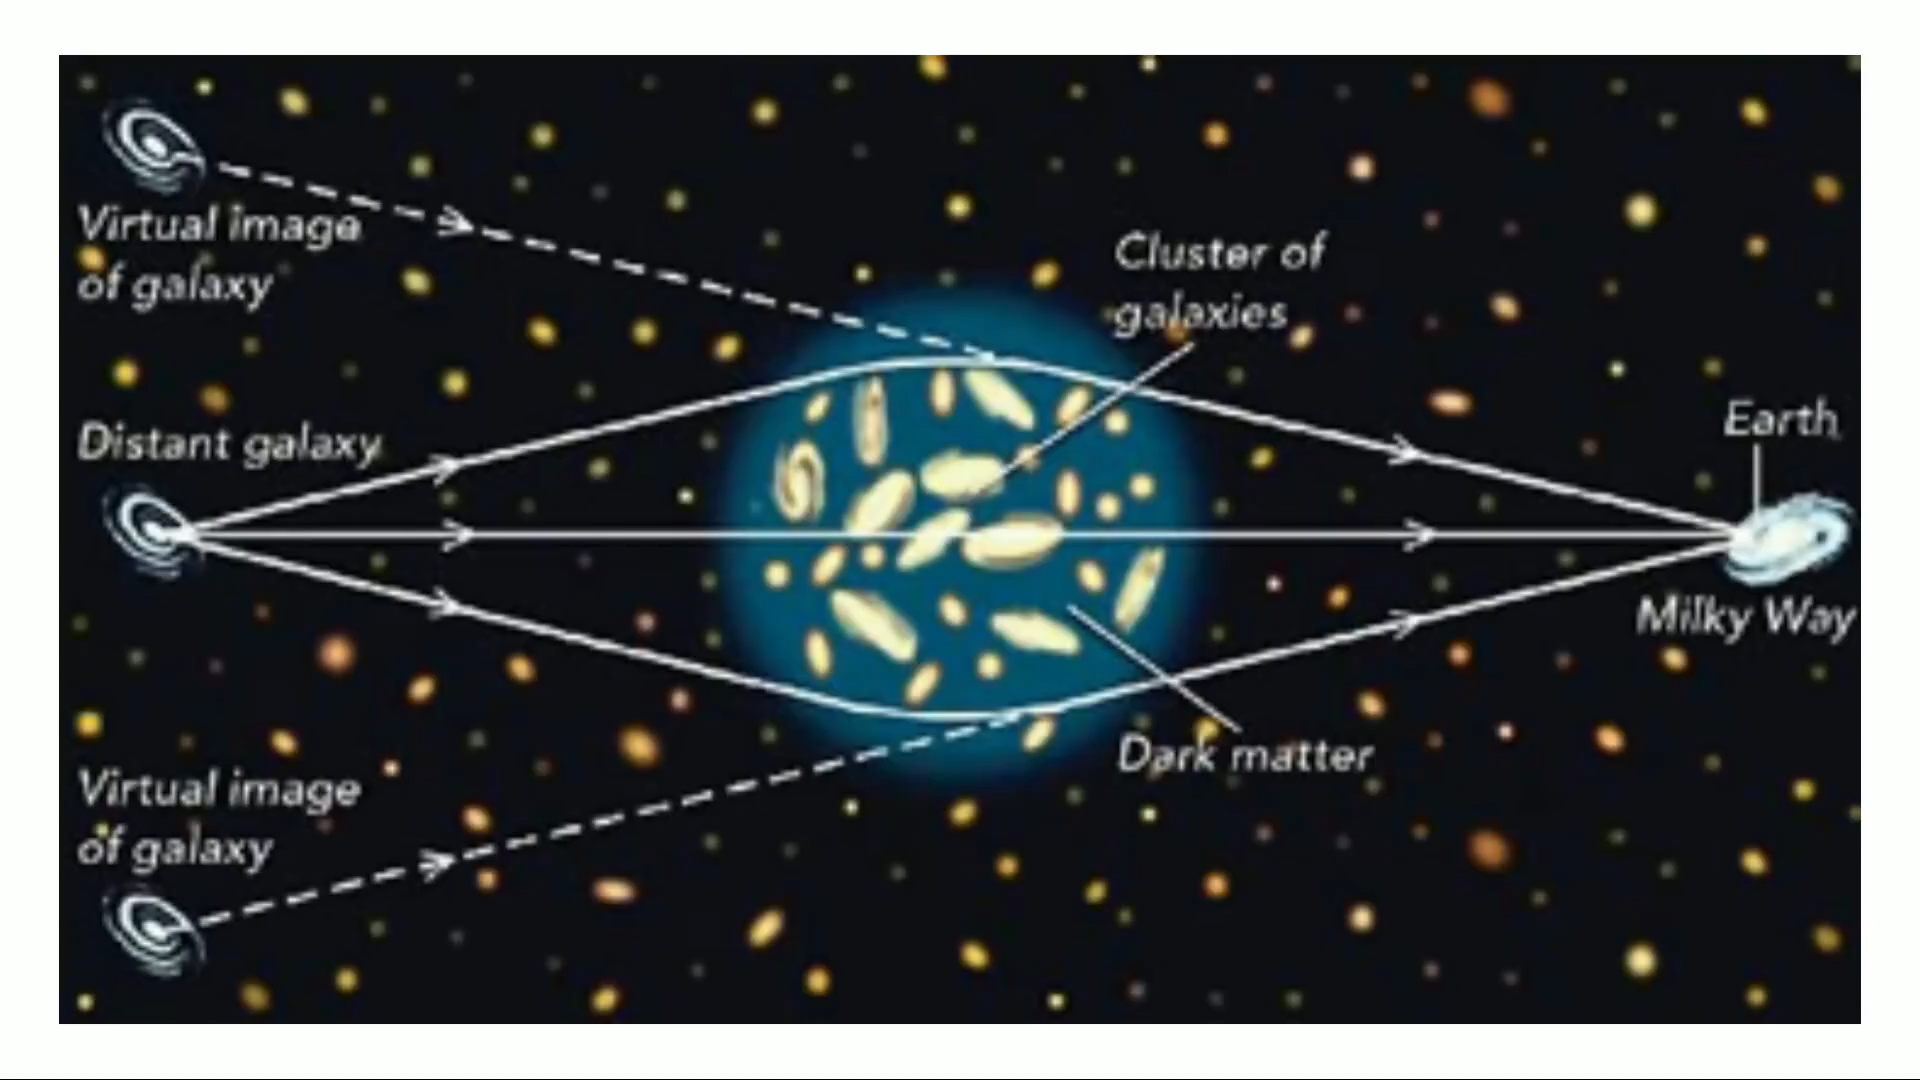 Virtual image
of galaxy
Cluster of
galaxies
Distant galaxy
Earth
Milky Way
Dark matter
Virtual image
of galaxy